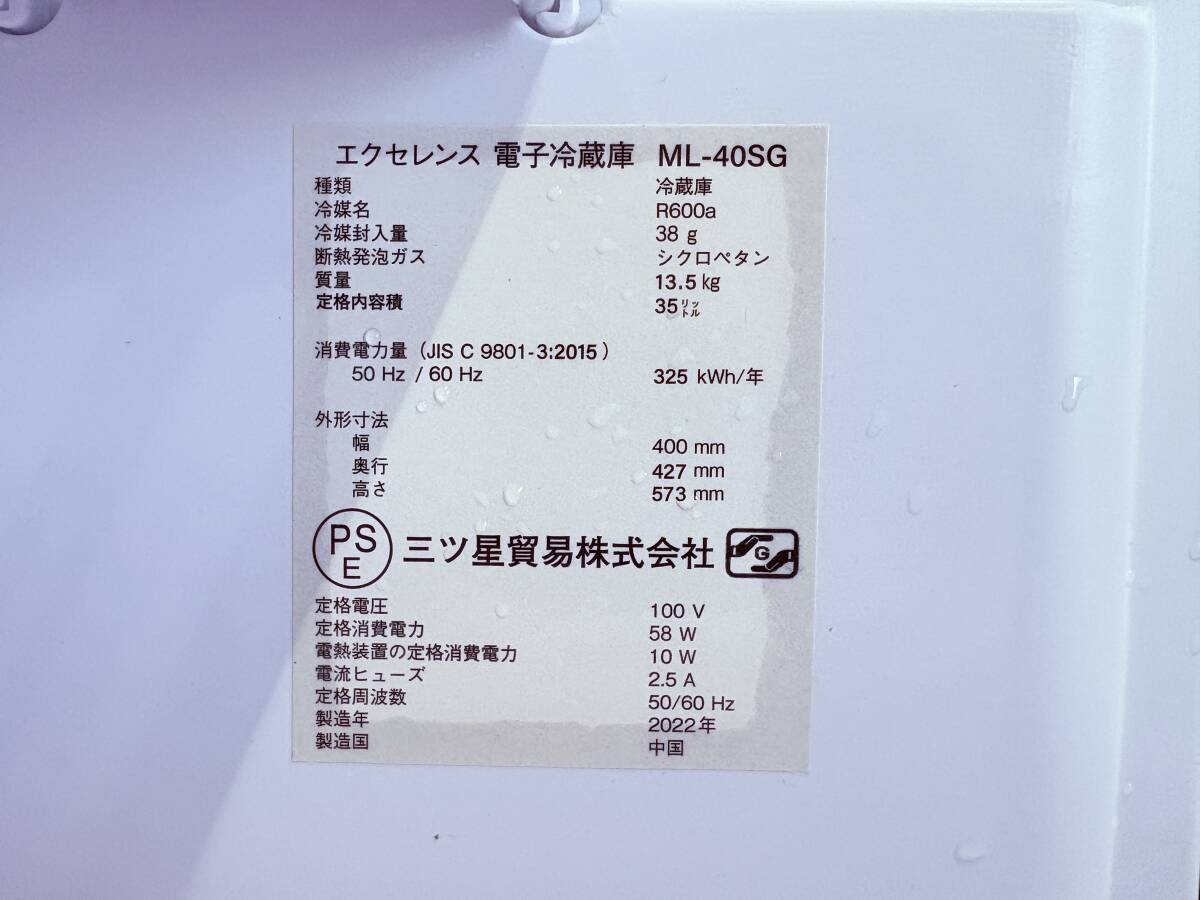 エクセレンス 電子冷蔵庫 ML-40SG
種類 冷蔵庫
冷媒名 R600a
冷媒封入量 38 g
断熱発泡ガス シクロペタン
質量 13.5 kg
定格内容積 35リットル
消費電力量 (JIS C 9801-3:2015)
50 Hz / 60 Hz 325 kWh/年
外形寸法
幅 400 mm
奥行 427 mm
高さ 573 mm
PSE 三ツ星貿易株式会社 G
定格電圧 100 V
定格消費電力 58 W
電熱装置の定格消費電力 10 W
電流ヒューズ 2.5 A
定格周波数 50/60 Hz
製造年 2022年
製造国 中国